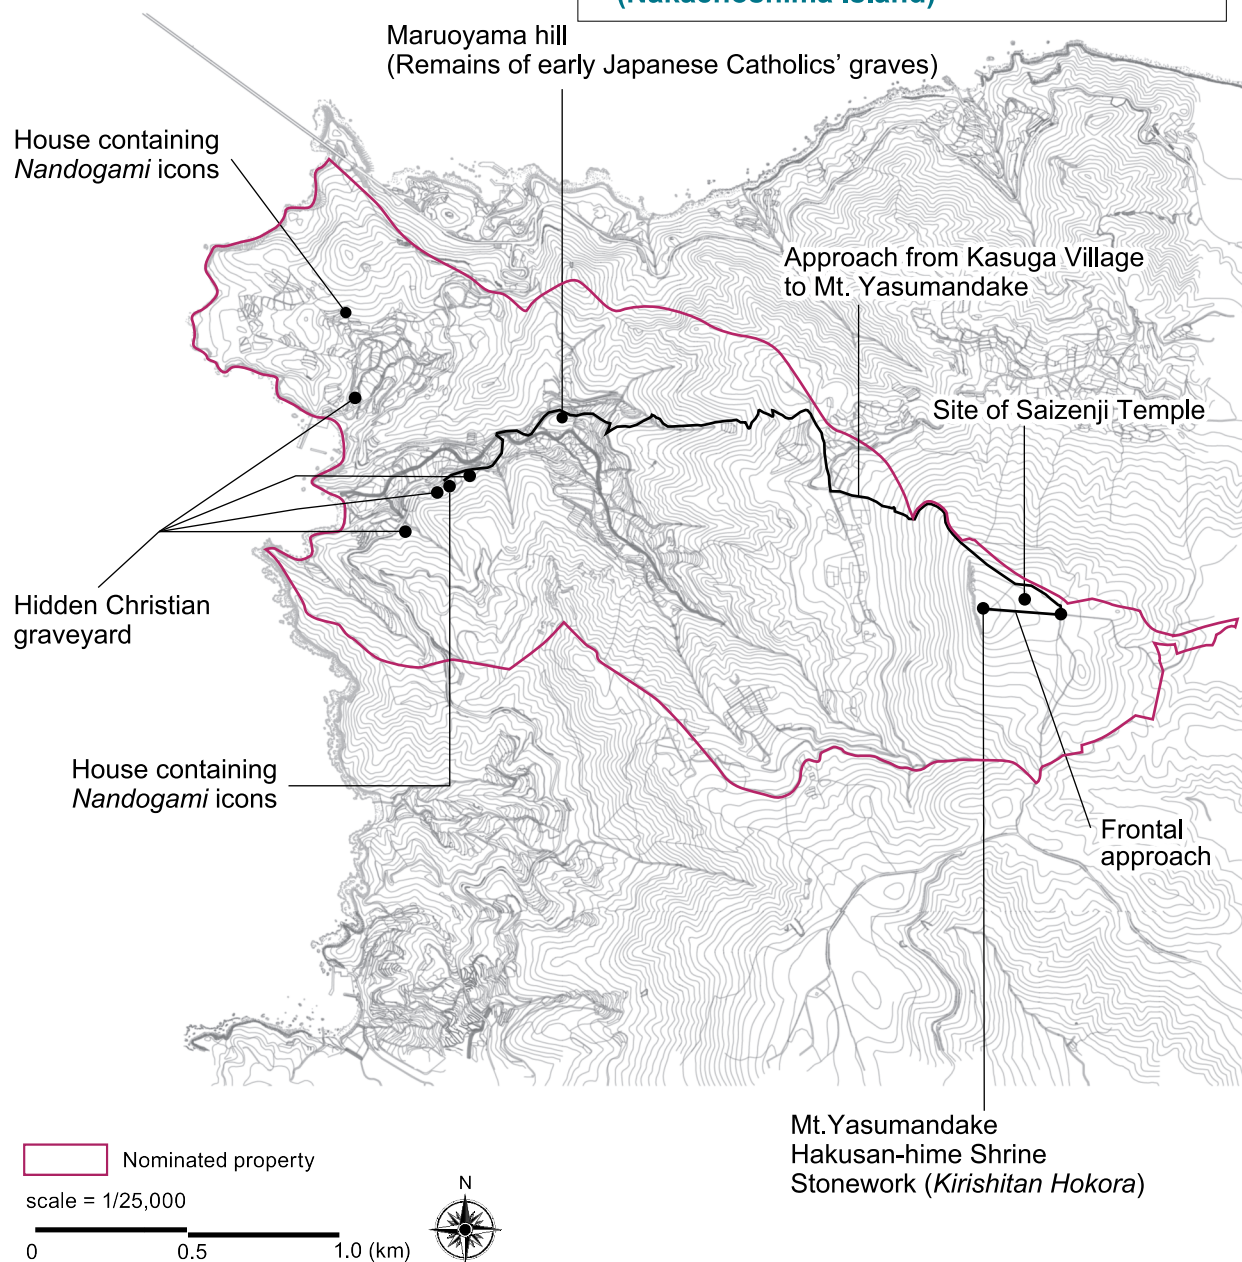 Maruoyama hill
(Remains of early Japanese Catholics’ graves)
House containing
Nandogami icons
Approach from Kasuga Village
to Mt. Yasumandake
Site of Saizenji Temple
Hidden Christian
graveyard
House containing
Nandogami icons
Frontal
approach
Mt.Yasumandake
Hakusan-hime Shrine
Stonework (Kirishitan Hokora)
Nominated property
scale = 1/25,000
N
0 0.5 1.0 (km)